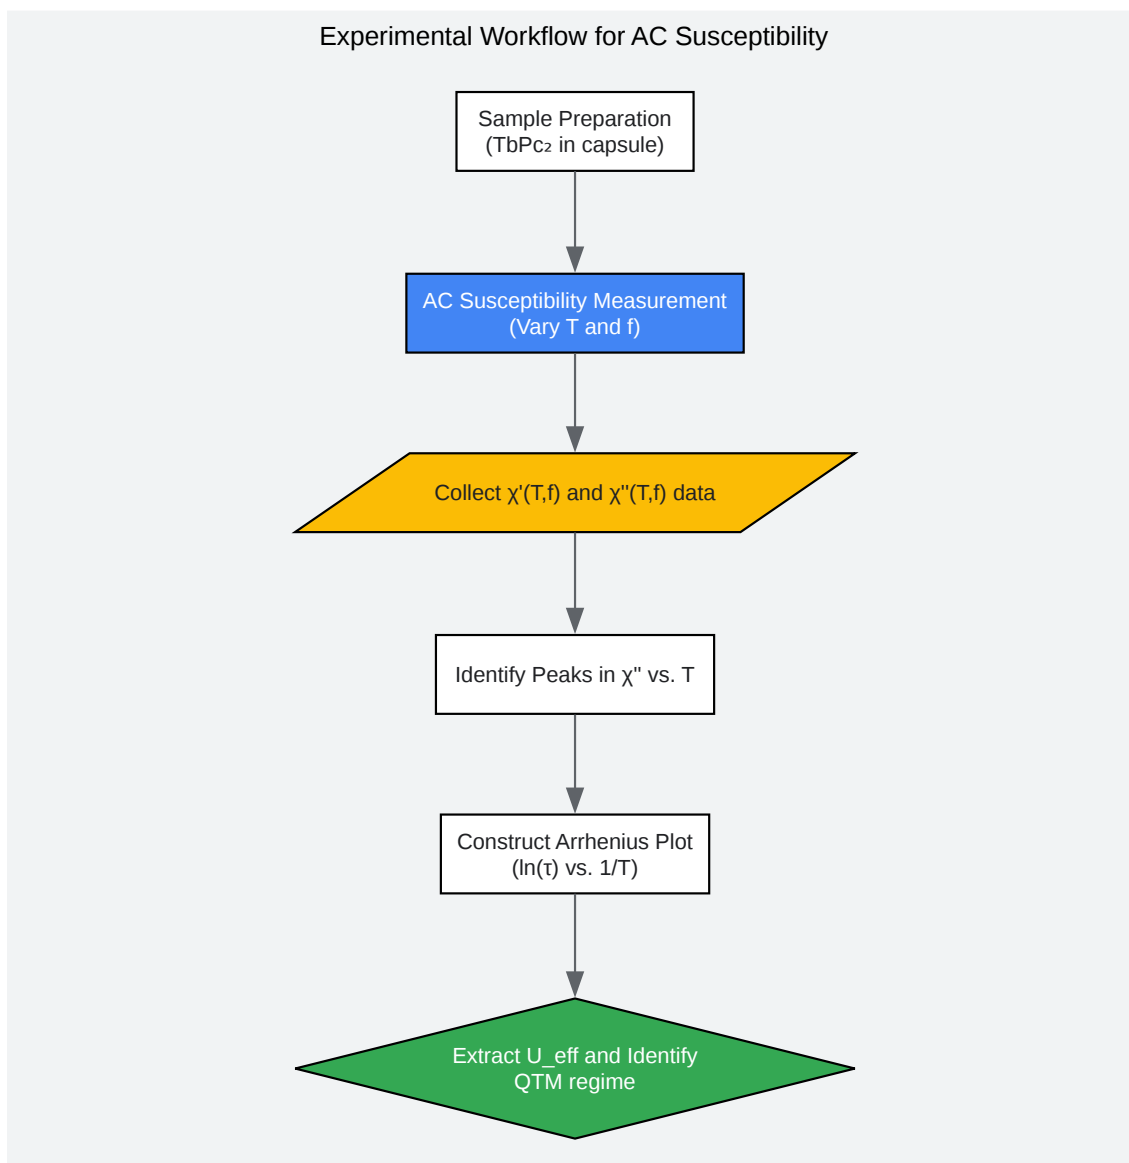 Experimental Workflow for AC Susceptibility
Sample Preparation
(TbPc₂ in capsule)
AC Susceptibility Measurement
(Vary T and f)
Collect χ'(T,f) and χ''(T,f) data
Identify Peaks in χ'' vs. T
Construct Arrhenius Plot
(ln(τ) vs. 1/T)
Extract U_eff and Identify
QTM regime